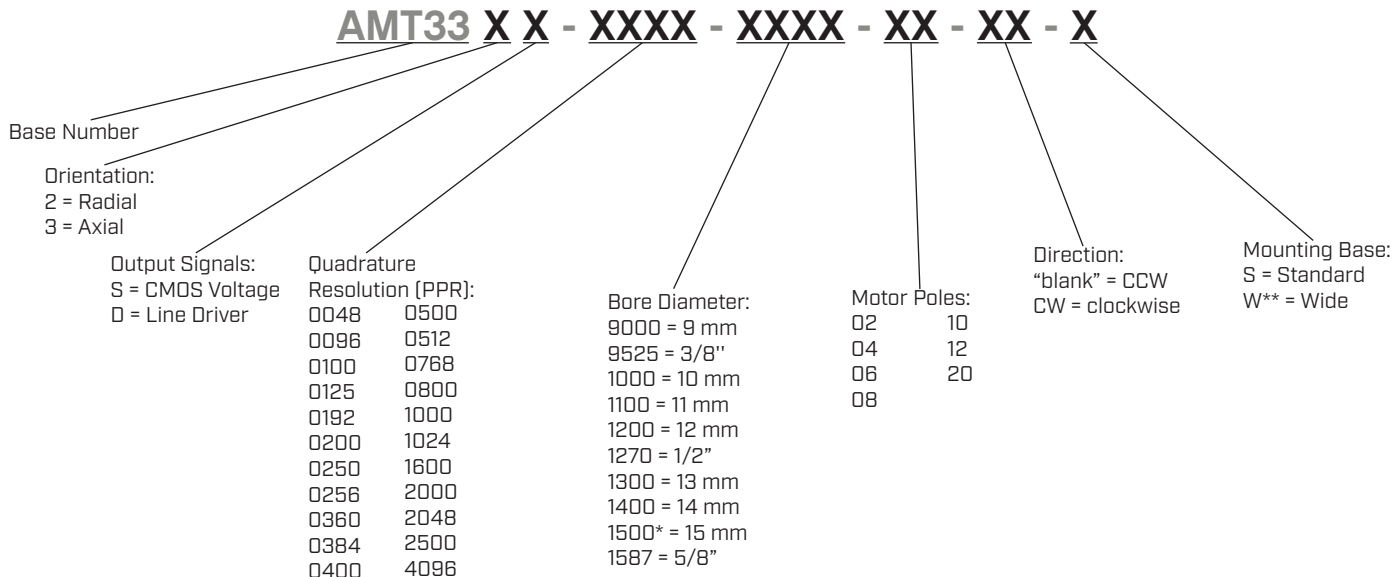 AMT33 X X - XXXX - XXXX - XX - XX - X
Base Number
Orientation:
2 = Radial
3 = Axial
Output Signals:
S = CMOS Voltage
D = Line Driver
Quadrature
Resolution (PPR):
0048 0500
0096 0512
0100 0768
0125 0800
0192 1000
0200 1024
0250 1600
0256 2000
0360 2048
0384 2500
0400 4096
Bore Diameter:
9000 = 9 mm
9525 = 3/8''
1000 = 10 mm
1100 = 11 mm
1200 = 12 mm
1270 = 1/2”
1300 = 13 mm
1400 = 14 mm
1500* = 15 mm
1587 = 5/8”
Motor Poles:
02 10
04 12
06 20
08
Direction:
“blank” = CCW
CW = clockwise
Mounting Base:
S = Standard
W** = Wide